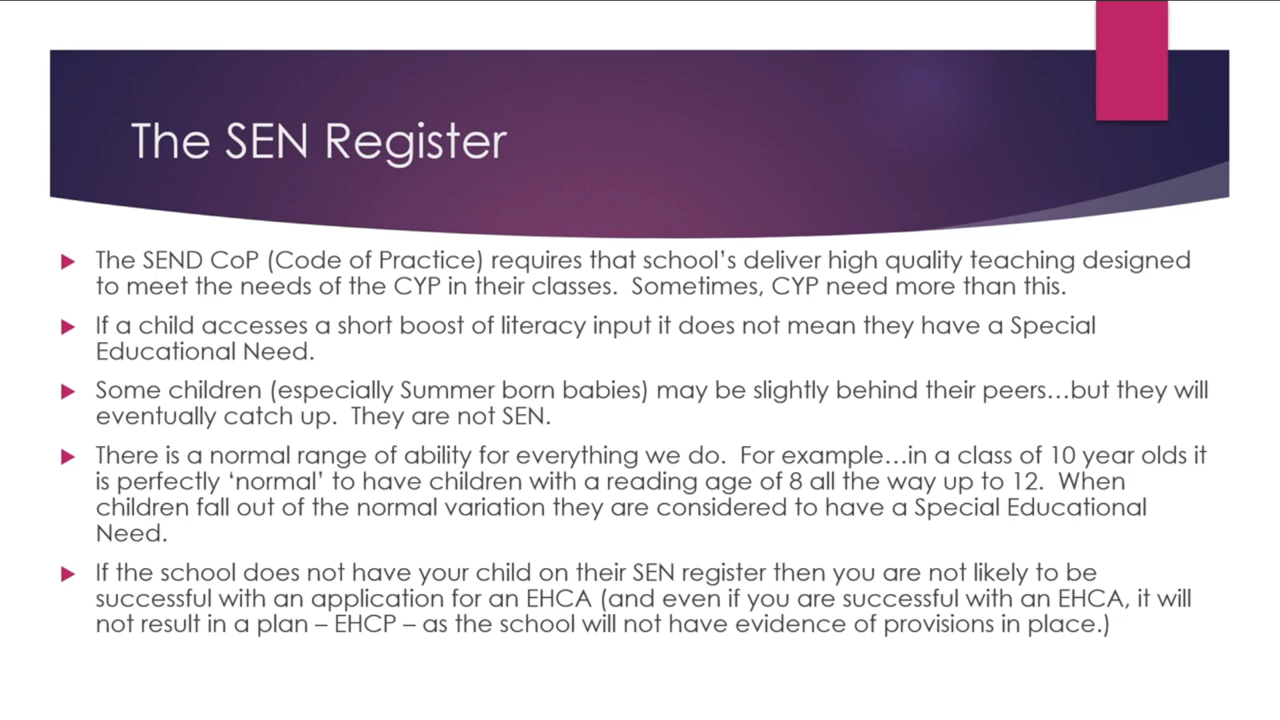 The SEN Register
The SEND CoP (Code of Practice) requires that school’s deliver high quality teaching designed
to meet the needs of the CYP in their classes.  Sometimes, CYP need more than this.
If a child accesses a short boost of literacy input it does not mean they have a Special
Educational Need.
Some children (especially Summer born babies) may be slightly behind their peers…but they will
eventually catch up.  They are not SEN.
There is a normal range of ability for everything we do.  For example…in a class of 10 year olds it
is perfectly ‘normal’ to have children with a reading age of 8 all the way up to 12.  When
children fall out of the normal variation they are considered to have a Special Educational
Need.
If the school does not have your child on their SEN register then you are not likely to be
successful with an application for an EHCA (and even if you are successful with an EHCA, it will
not result in a plan – EHCP – as the school will not have evidence of provisions in place.)